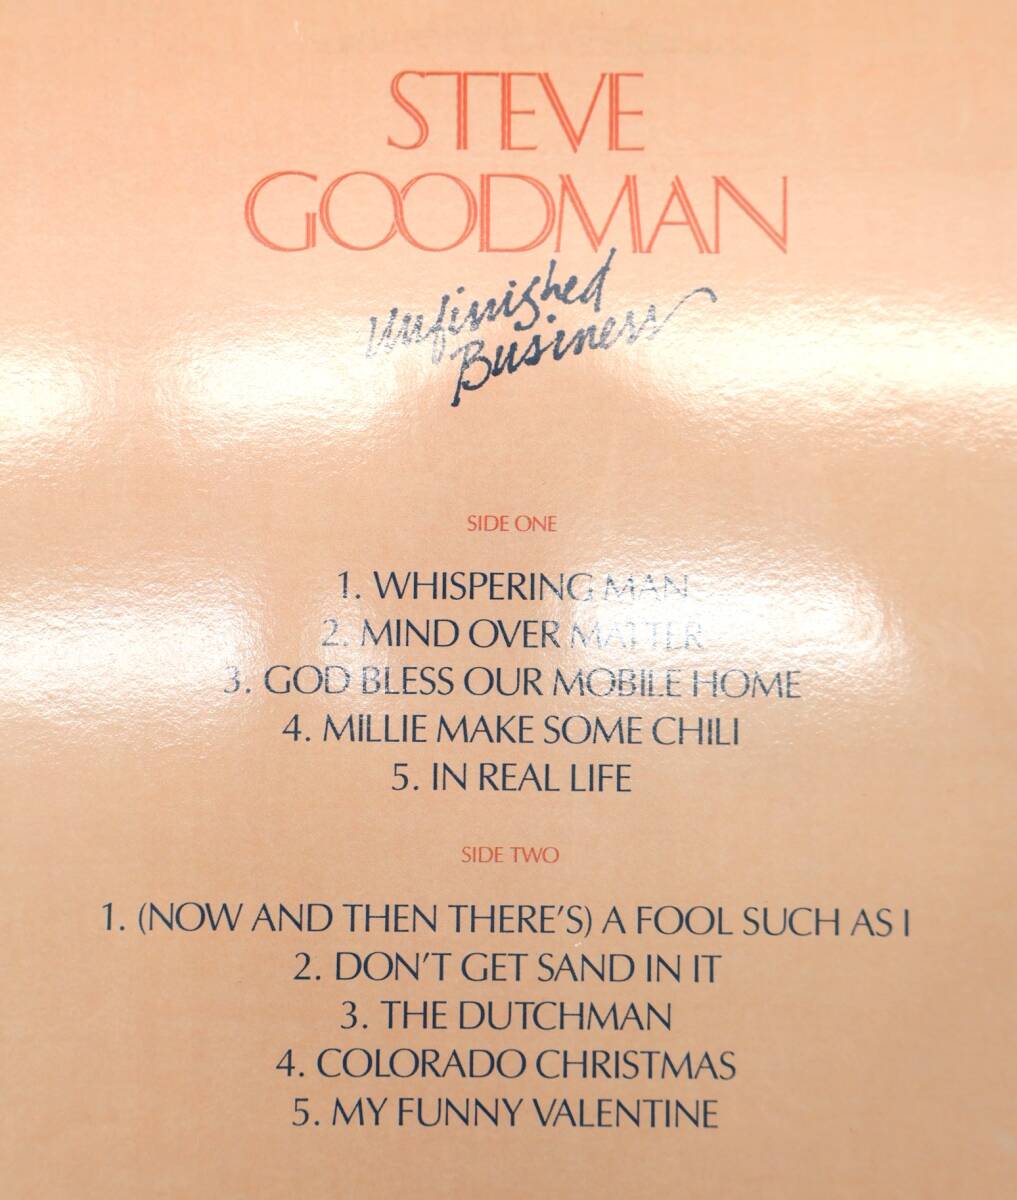 STEVE
GOODMAN
Unfinished
Business
SIDE ONE
1. WHISPERING MAN
2. MIND OVER MATTER
3. GOD BLESS OUR MOBILE HOME
4. MILLIE MAKE SOME CHILI
5. IN REAL LIFE
SIDE TWO
1. (NOW AND THEN THERE'S) A FOOL SUCH AS I
2. DON'T GET SAND IN IT
3. THE DUTCHMAN
4. COLORADO CHRISTMAS
5. MY FUNNY VALENTINE